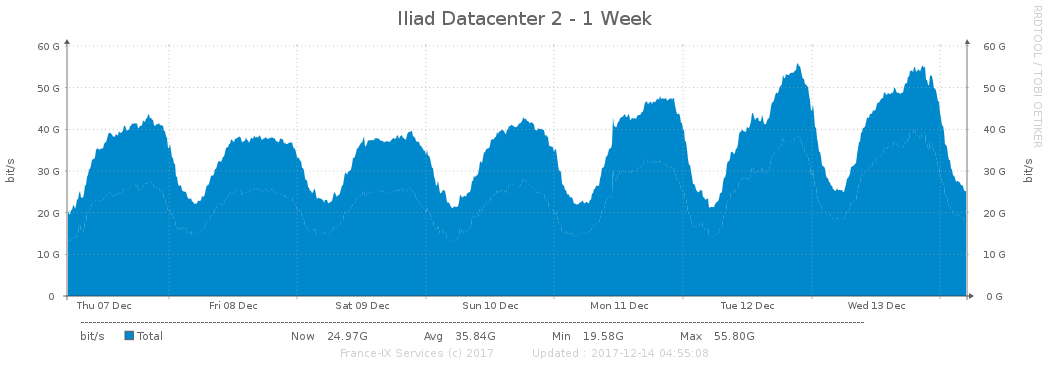 Iliad Datacenter 2 - 1 Week
RRDTOOL / TOBI OETIKER
bit/s
bit/s
60 G 60 G
50 G 50 G
40 G 40 G
30 G 30 G
20 G 20 G
10 G 10 G
0 0 G
Thu 07 Dec Fri 08 Dec Sat 09 Dec Sun 10 Dec Mon 11 Dec Tue 12 Dec Wed 13 Dec
bit/s Total Now 24.97G Avg 35.84G Min 19.58G Max 55.80G
France-IX Services (c) 2017 Updated : 2017-12-14 04:55:08